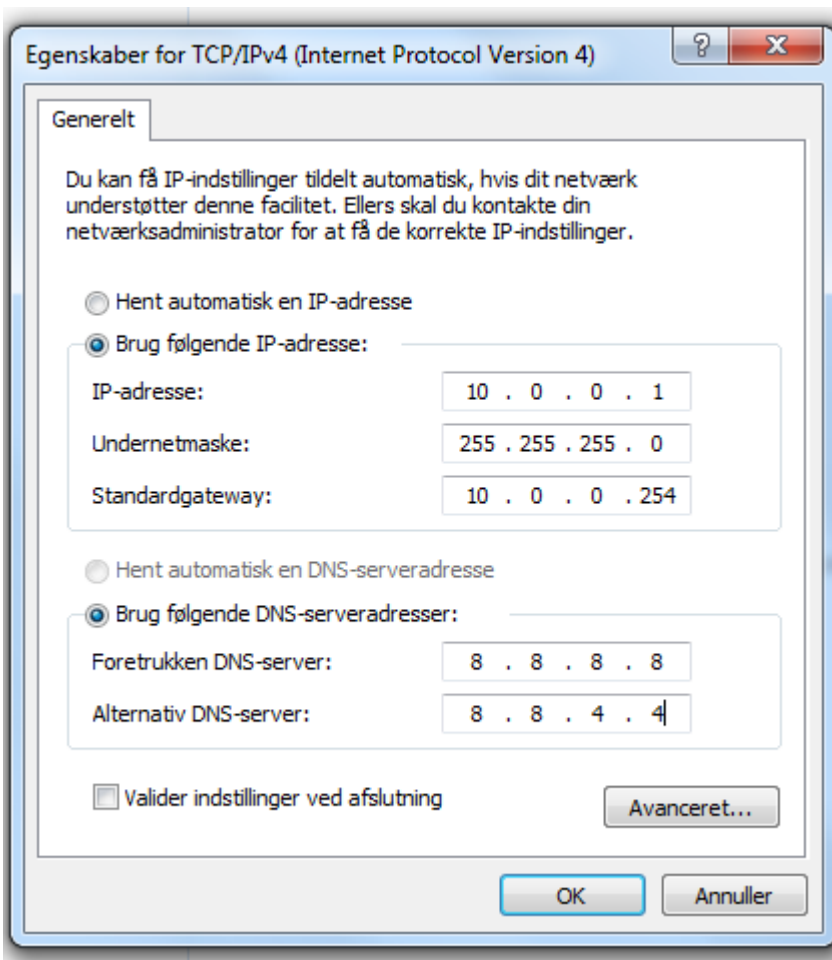 Egenskaber for TCP/IPv4 (Internet Protocol Version 4)
Generelt
Du kan få IP-indstillinger tildelt automatisk, hvis dit netværk
understøtter denne facilitet. Ellers skal du kontakte din
netværksadministrator for at få de korrekte IP-indstillinger.
Hent automatisk en IP-adresse
Brug følgende IP-adresse:
IP-adresse: 10 . 0 . 0 . 1
Undernetmaske: 255 . 255 . 255 . 0
Standardgateway: 10 . 0 . 0 . 254
Hent automatisk en DNS-serveradresse
Brug følgende DNS-serveradresser:
Foretrukken DNS-server: 8 . 8 . 8 . 8
Alternativ DNS-server: 8 . 8 . 4 . 4
Valider indstillinger ved afslutning
Avanceret...
OK Annuller